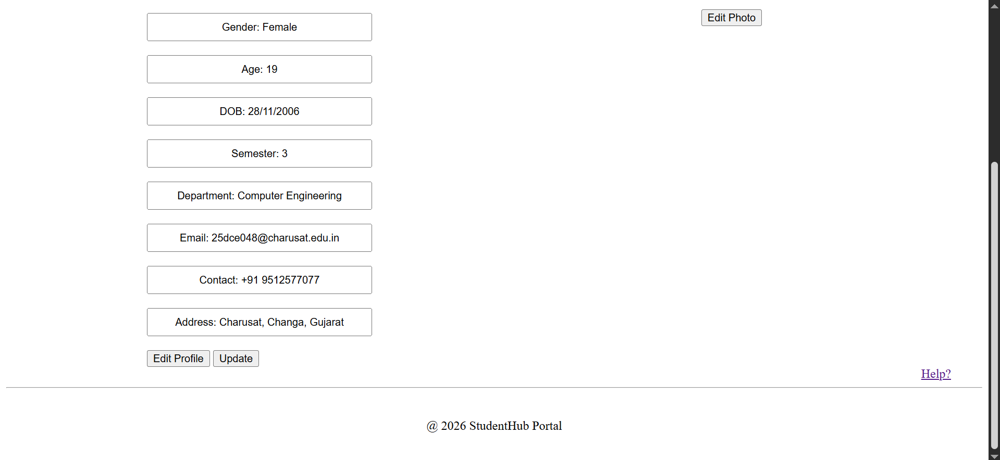 Gender: Female
Edit Photo
Age: 19
DOB: 28/11/2006
Semester: 3
Department: Computer Engineering
Email: 25dce048@charusat.edu.in
Contact: +91 9512577077
Address: Charusat, Changa, Gujarat
Edit Profile Update
Help?
@ 2026 StudentHub Portal